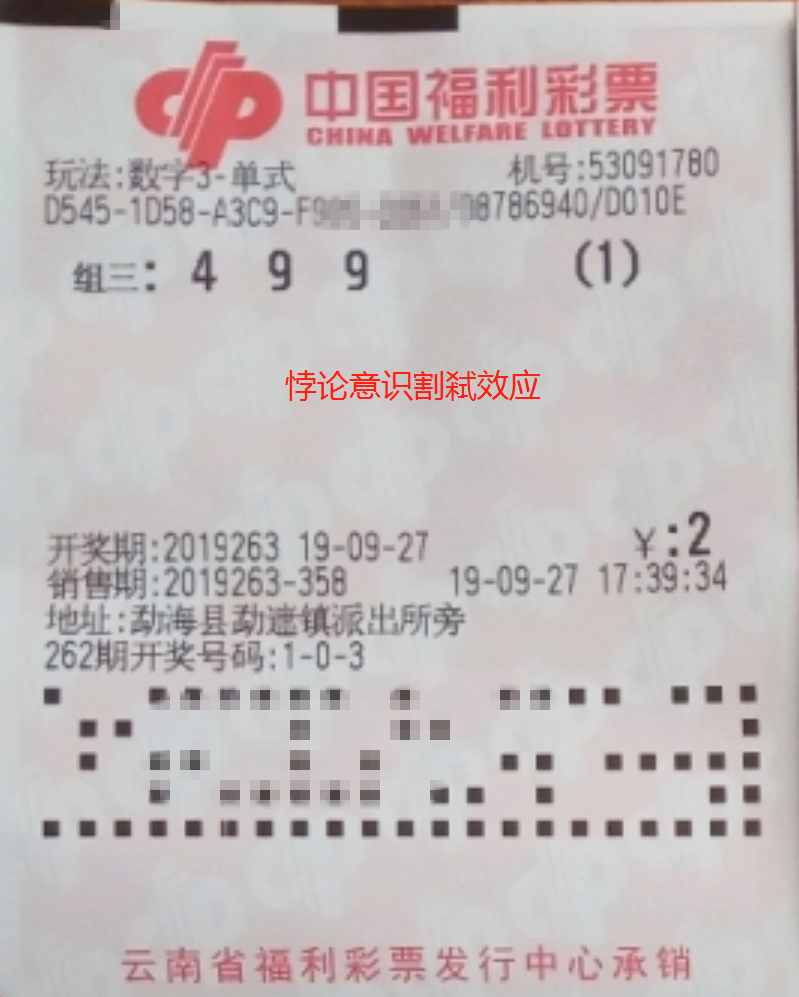 中国福利彩票
CHINA WELFARE LOTTERY
玩法:数字3-单式 机号:53091780
D545-1D58-A3C9-F9 8786940/D010E
组三: 4 9 9 (1)
悖论意识割弑效应
开奖期:2019263 19-09-27 ¥:2
销售期:2019263-358 19-09-27 17:39:34
地址:勐海县勐遮镇派出所旁
262期开奖号码:1-0-3
云南省福利彩票发行中心承销